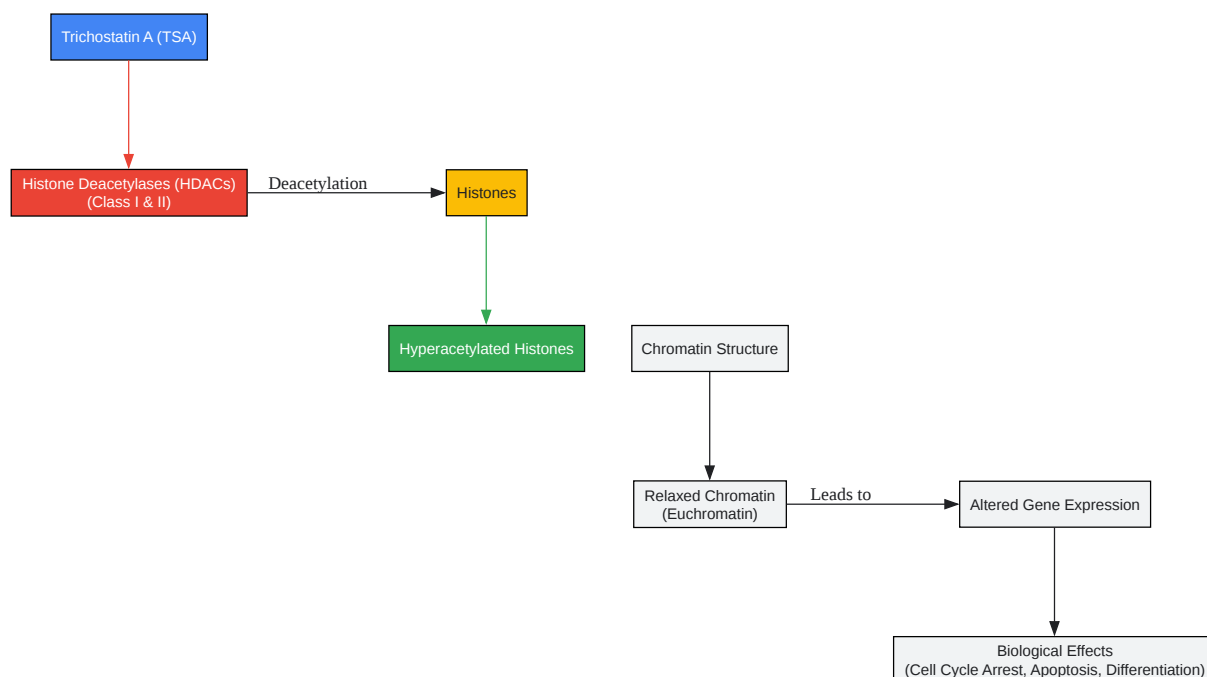 Trichostatin A (TSA)
Histone Deacetylases (HDACs)
(Class I & II)
Deacetylation
Histones
Hyperacetylated Histones
Chromatin Structure
Relaxed Chromatin
(Euchromatin)
Leads to
Altered Gene Expression
Biological Effects
(Cell Cycle Arrest, Apoptosis, Differentiation)